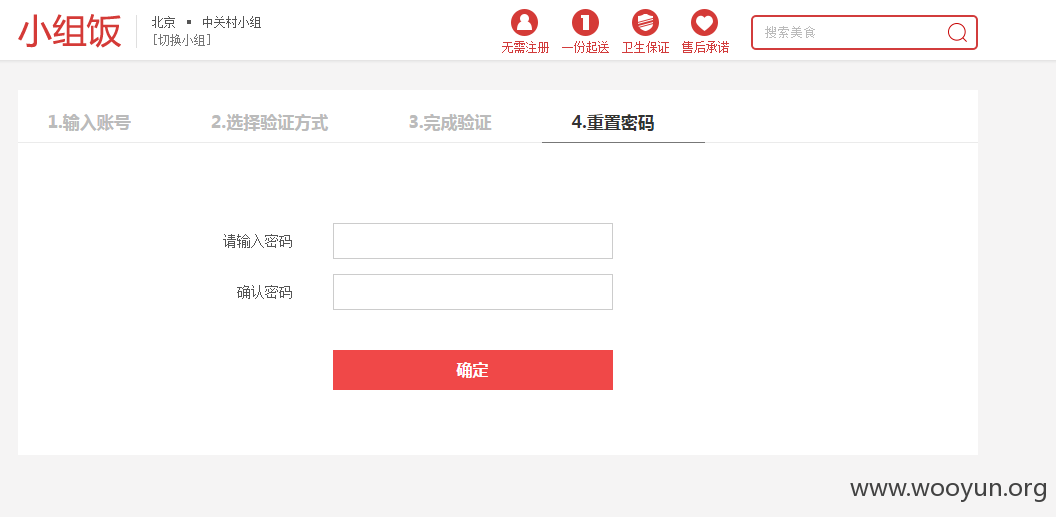 小组饭
北京 ▪ 中关村小组
[切换小组]
无需注册 1 一份起送 卫生保证 售后承诺
搜索美食
1.输入账号 2.选择验证方式 3.完成验证 4.重置密码
请输入密码
确认密码
确定
www.wooyun.org